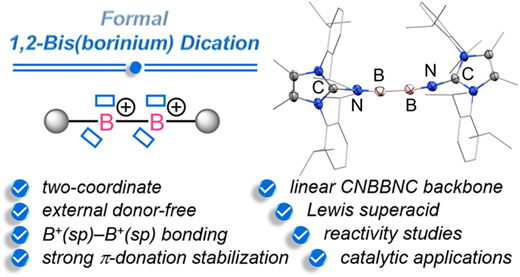 Formal
1,2-Bis(borinium) Dication
B + B +
C N B B N C
two-coordinate
external donor-free
B⁺(sp)–B⁺(sp) bonding
strong π-donation stabilization
linear CNBBNC backbone
Lewis superacid
reactivity studies
catalytic applications